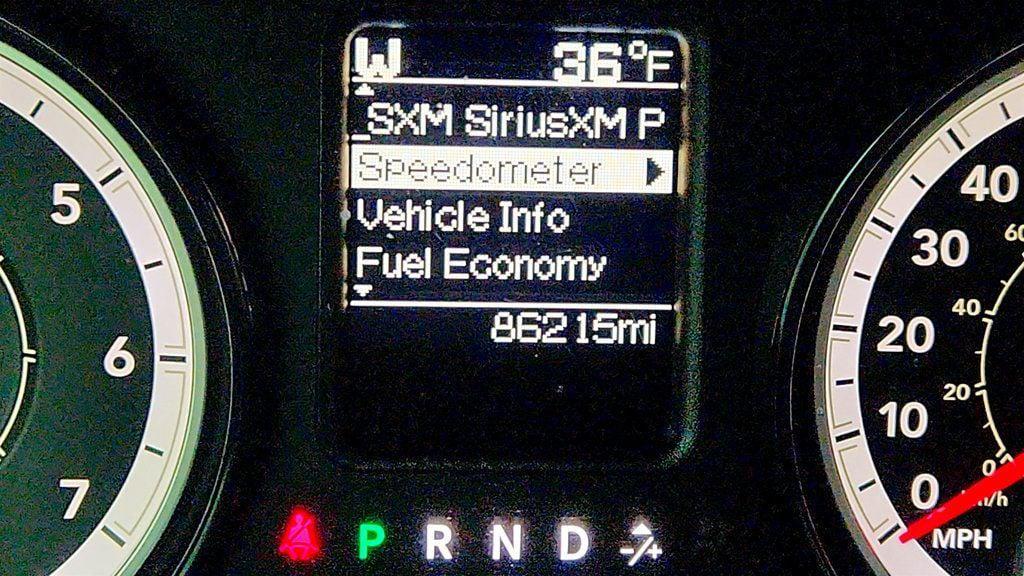 W 36°F
SXM SiriusXM P
Speedometer
Vehicle Info
Fuel Economy
86215mi
P R N D -/+
5
6
7
40
30
20
10
0
MPH
60
40
20
0
km/h